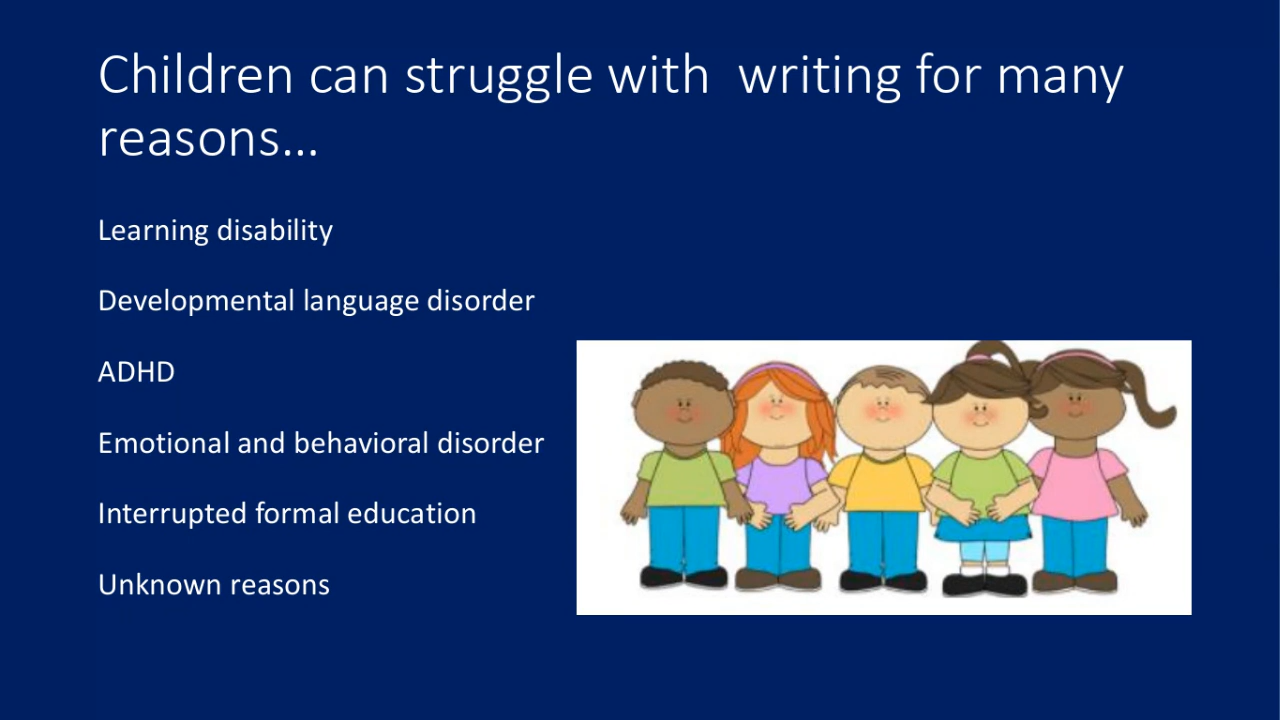 Children can struggle with  writing for many
reasons...
Learning disability
Developmental language disorder
ADHD
Emotional and behavioral disorder
Interrupted formal education
Unknown reasons